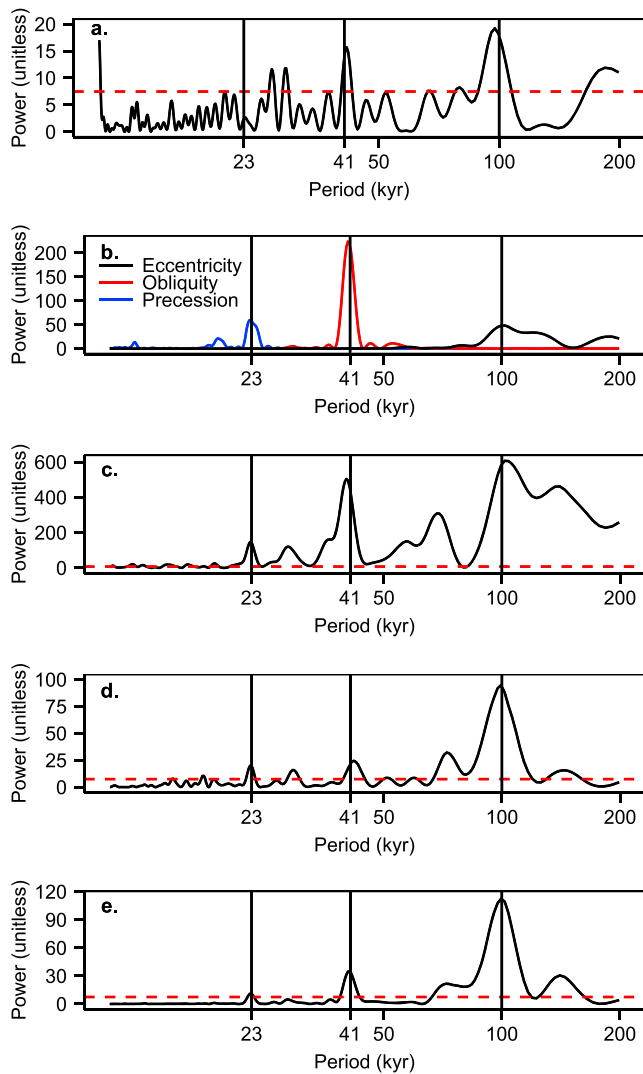 a.
Power (unitless)
20
15
10
5
0
23 41 50 100 200
Period (kyr)
b.
Eccentricity
Obliquity
Precession
Power (unitless)
200
150
100
50
0
23 41 50 100 200
Period (kyr)
c.
Power (unitless)
600
400
200
0
23 41 50 100 200
Period (kyr)
d.
Power (unitless)
100
75
50
25
0
23 41 50 100 200
Period (kyr)
e.
Power (unitless)
120
90
60
30
0
23 41 50 100 200
Period (kyr)